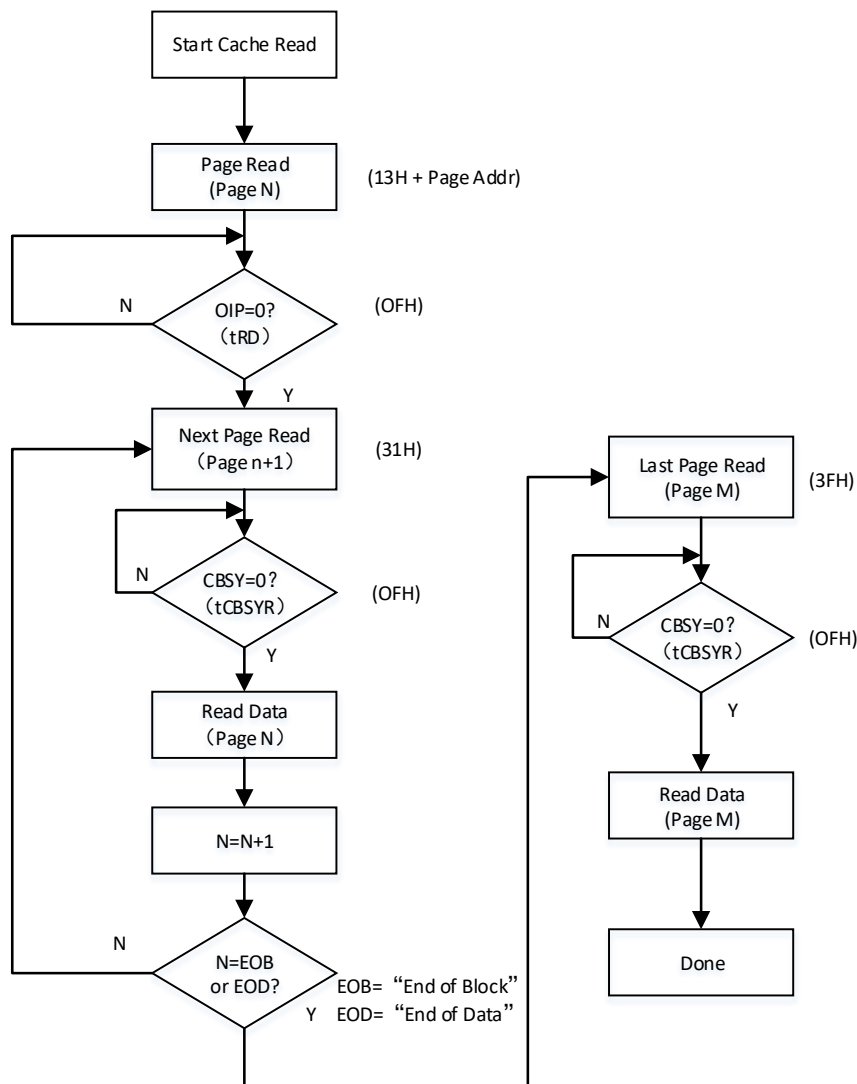 Start Cache Read
Page Read
(Page N)
(13H + Page Addr)
N
OIP=0?
（tRD）
(OFH)
Y
Next Page Read
（Page n+1）
(31H)
N
CBSY=0?
（tCBSYR）
(OFH)
Y
Read Data
（Page N）
N=N+1
N
N=EOB
or EOD?
EOB= “End of Block”
Y
EOD= “End of Data”
Last Page Read
(Page M)
(3FH)
N
CBSY=0?
（tCBSYR）
(OFH)
Y
Read Data
(Page M)
Done